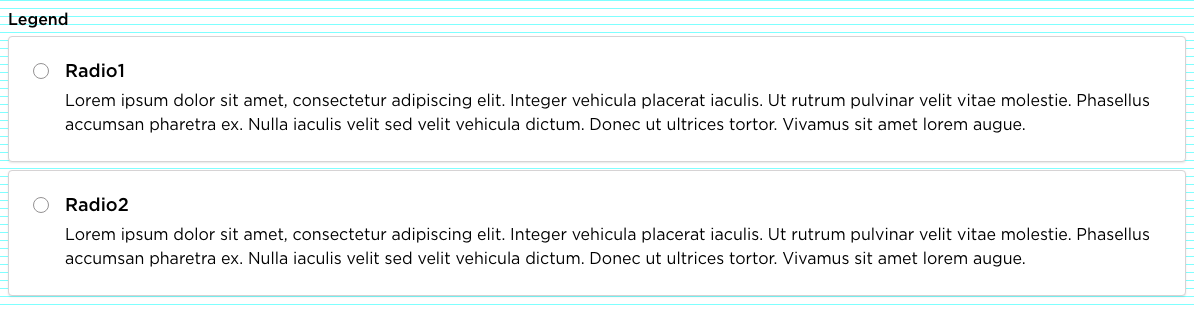 Legend
Radio1
Lorem ipsum dolor sit amet, consectetur adipiscing elit. Integer vehicula placerat iaculis. Ut rutrum pulvinar velit vitae molestie. Phasellus
accumsan pharetra ex. Nulla iaculis velit sed velit vehicula dictum. Donec ut ultrices tortor. Vivamus sit amet lorem augue.
Radio2
Lorem ipsum dolor sit amet, consectetur adipiscing elit. Integer vehicula placerat iaculis. Ut rutrum pulvinar velit vitae molestie. Phasellus
accumsan pharetra ex. Nulla iaculis velit sed velit vehicula dictum. Donec ut ultrices tortor. Vivamus sit amet lorem augue.